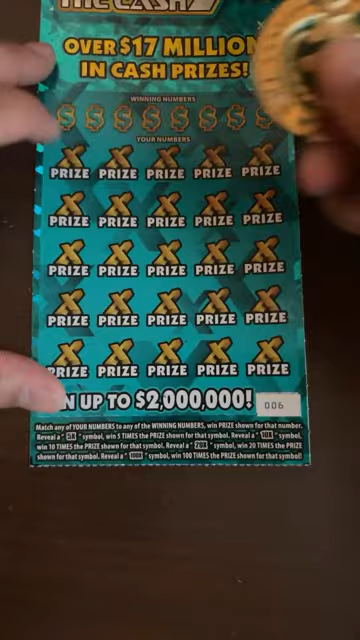 THE CASH
OVER $17 MILLION
IN CASH PRIZES!
WINNING NUMBERS
$ $ $ $ $ $ $ $
YOUR NUMBERS
X X X X X
PRIZE PRIZE PRIZE PRIZE PRIZE
X X X X X
PRIZE PRIZE PRIZE PRIZE PRIZE
X X X X X
PRIZE PRIZE PRIZE PRIZE PRIZE
X X X X X
PRIZE PRIZE PRIZE PRIZE PRIZE
X X X X X
PRIZE PRIZE PRIZE PRIZE PRIZE
N UP TO $2,000,000! 006
Match any of YOUR NUMBERS to any of the WINNING NUMBERS, win PRIZE shown for that number.
Reveal a "5X" symbol, win 5 TIMES the PRIZE shown for that symbol. Reveal a "10X" symbol,
win 10 TIMES the PRIZE shown for that symbol. Reveal a "20X" symbol, win 20 TIMES the PRIZE
shown for that symbol. Reveal a "100X" symbol, win 100 TIMES the PRIZE shown for that symbol!